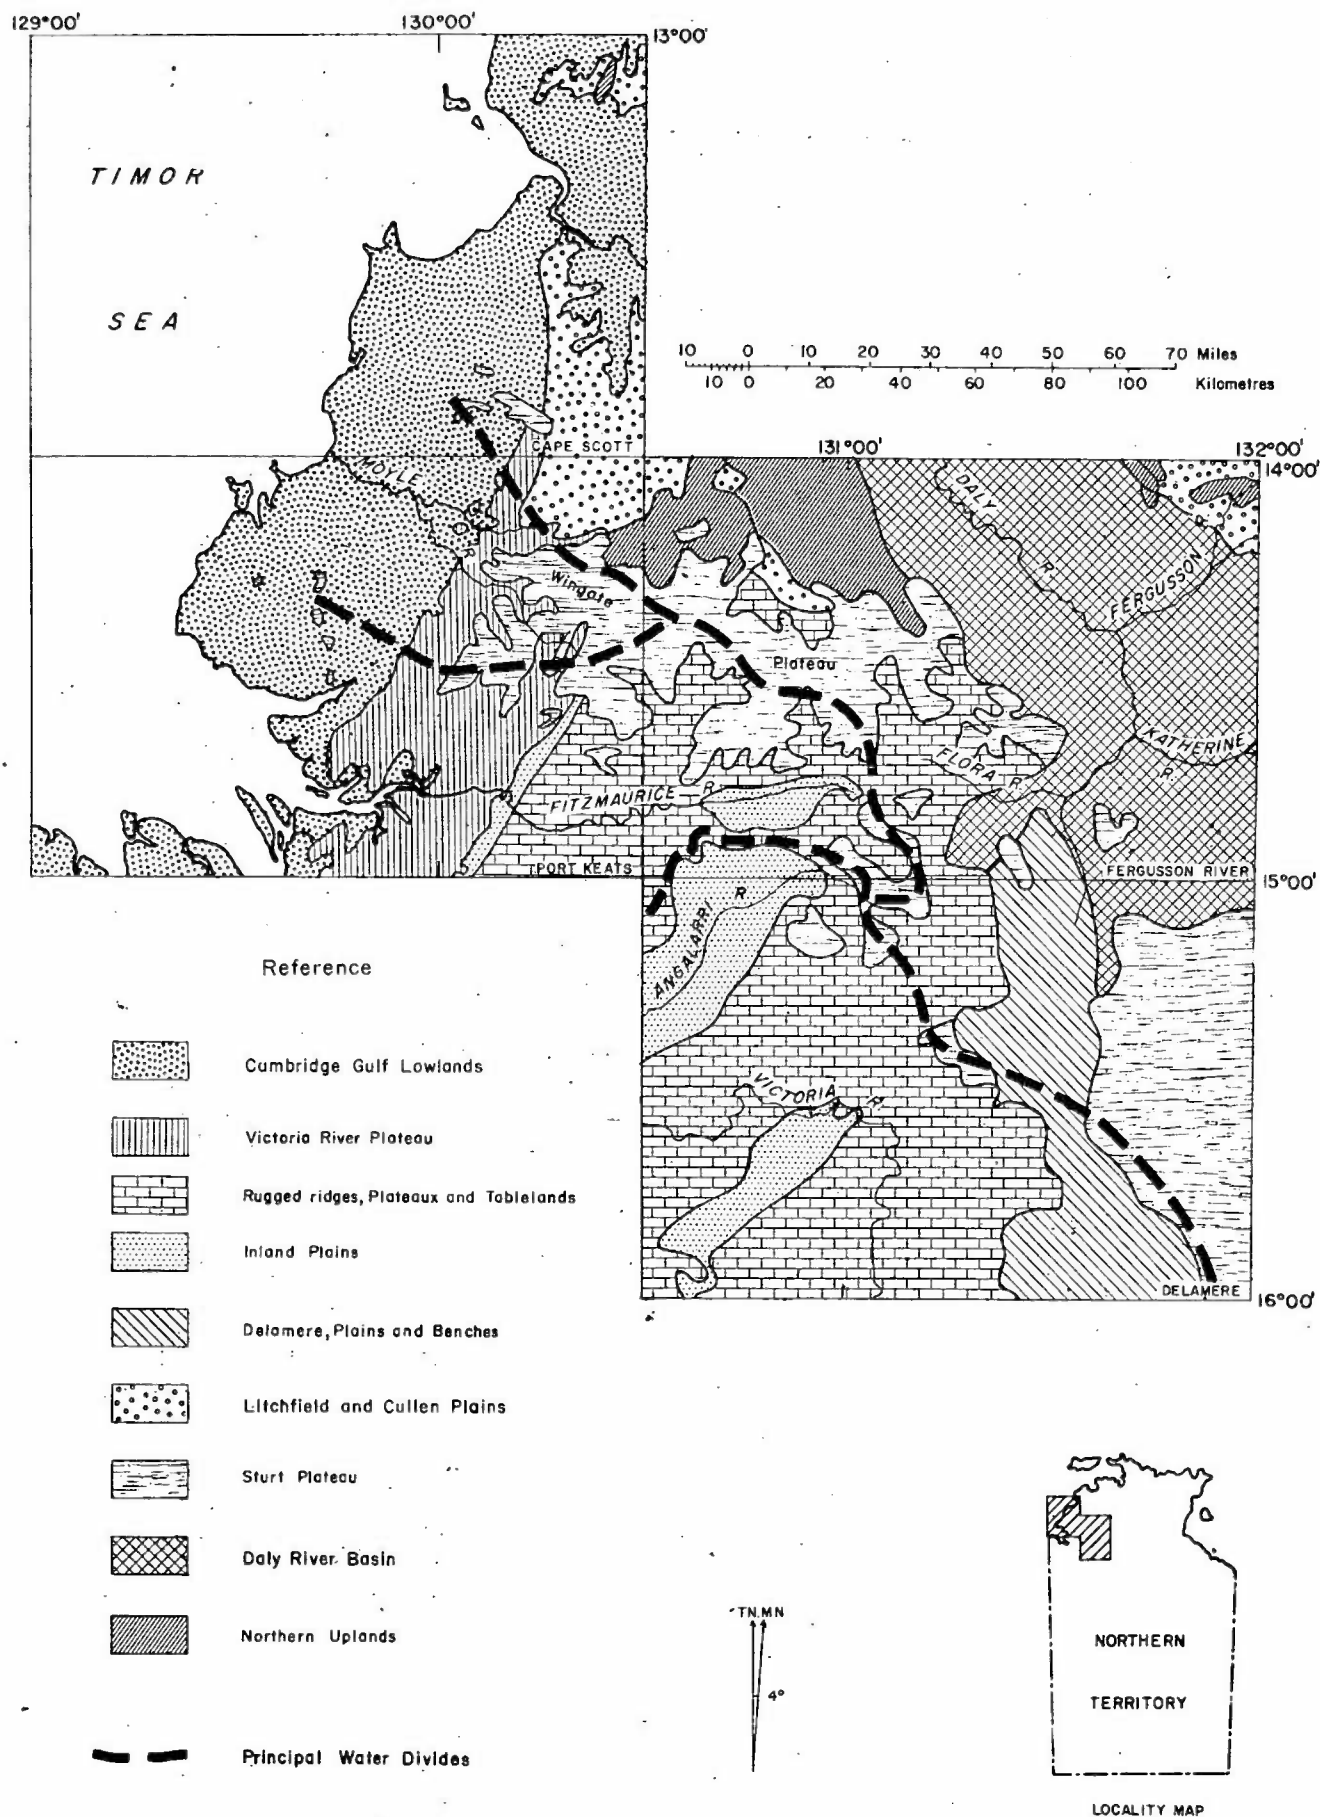 129°00'
130°00'
13°00'
TIMOR
SEA
10 0 10 20 30 40 50 60 70 Miles
10 0 20 40 60 80 100 Kilometres
CAPE SCOTT
131°00'
132°00'
14°00'
MOYLE
DALY
R
FERGUSSON
R
Wingate
Plateau
KATHERINE
R
FLORA R
FITZMAURICE R
PORT KEATS
FERGUSSON RIVER
15°00'
ANGALARRI
R
VICTORIA
R
DELAMERE
16°00'
Reference
Cumbridge Gulf Lowlands
Victoria River Plateau
Rugged ridges, Plateaux and Tablelands
Inland Plains
Delamere, Plains and Benches
Litchfield and Cullen Plains
Sturt Plateau
Daly River Basin
Northern Uplands
Principal Water Divides
TN.MN
4°
NORTHERN
TERRITORY
LOCALITY MAP